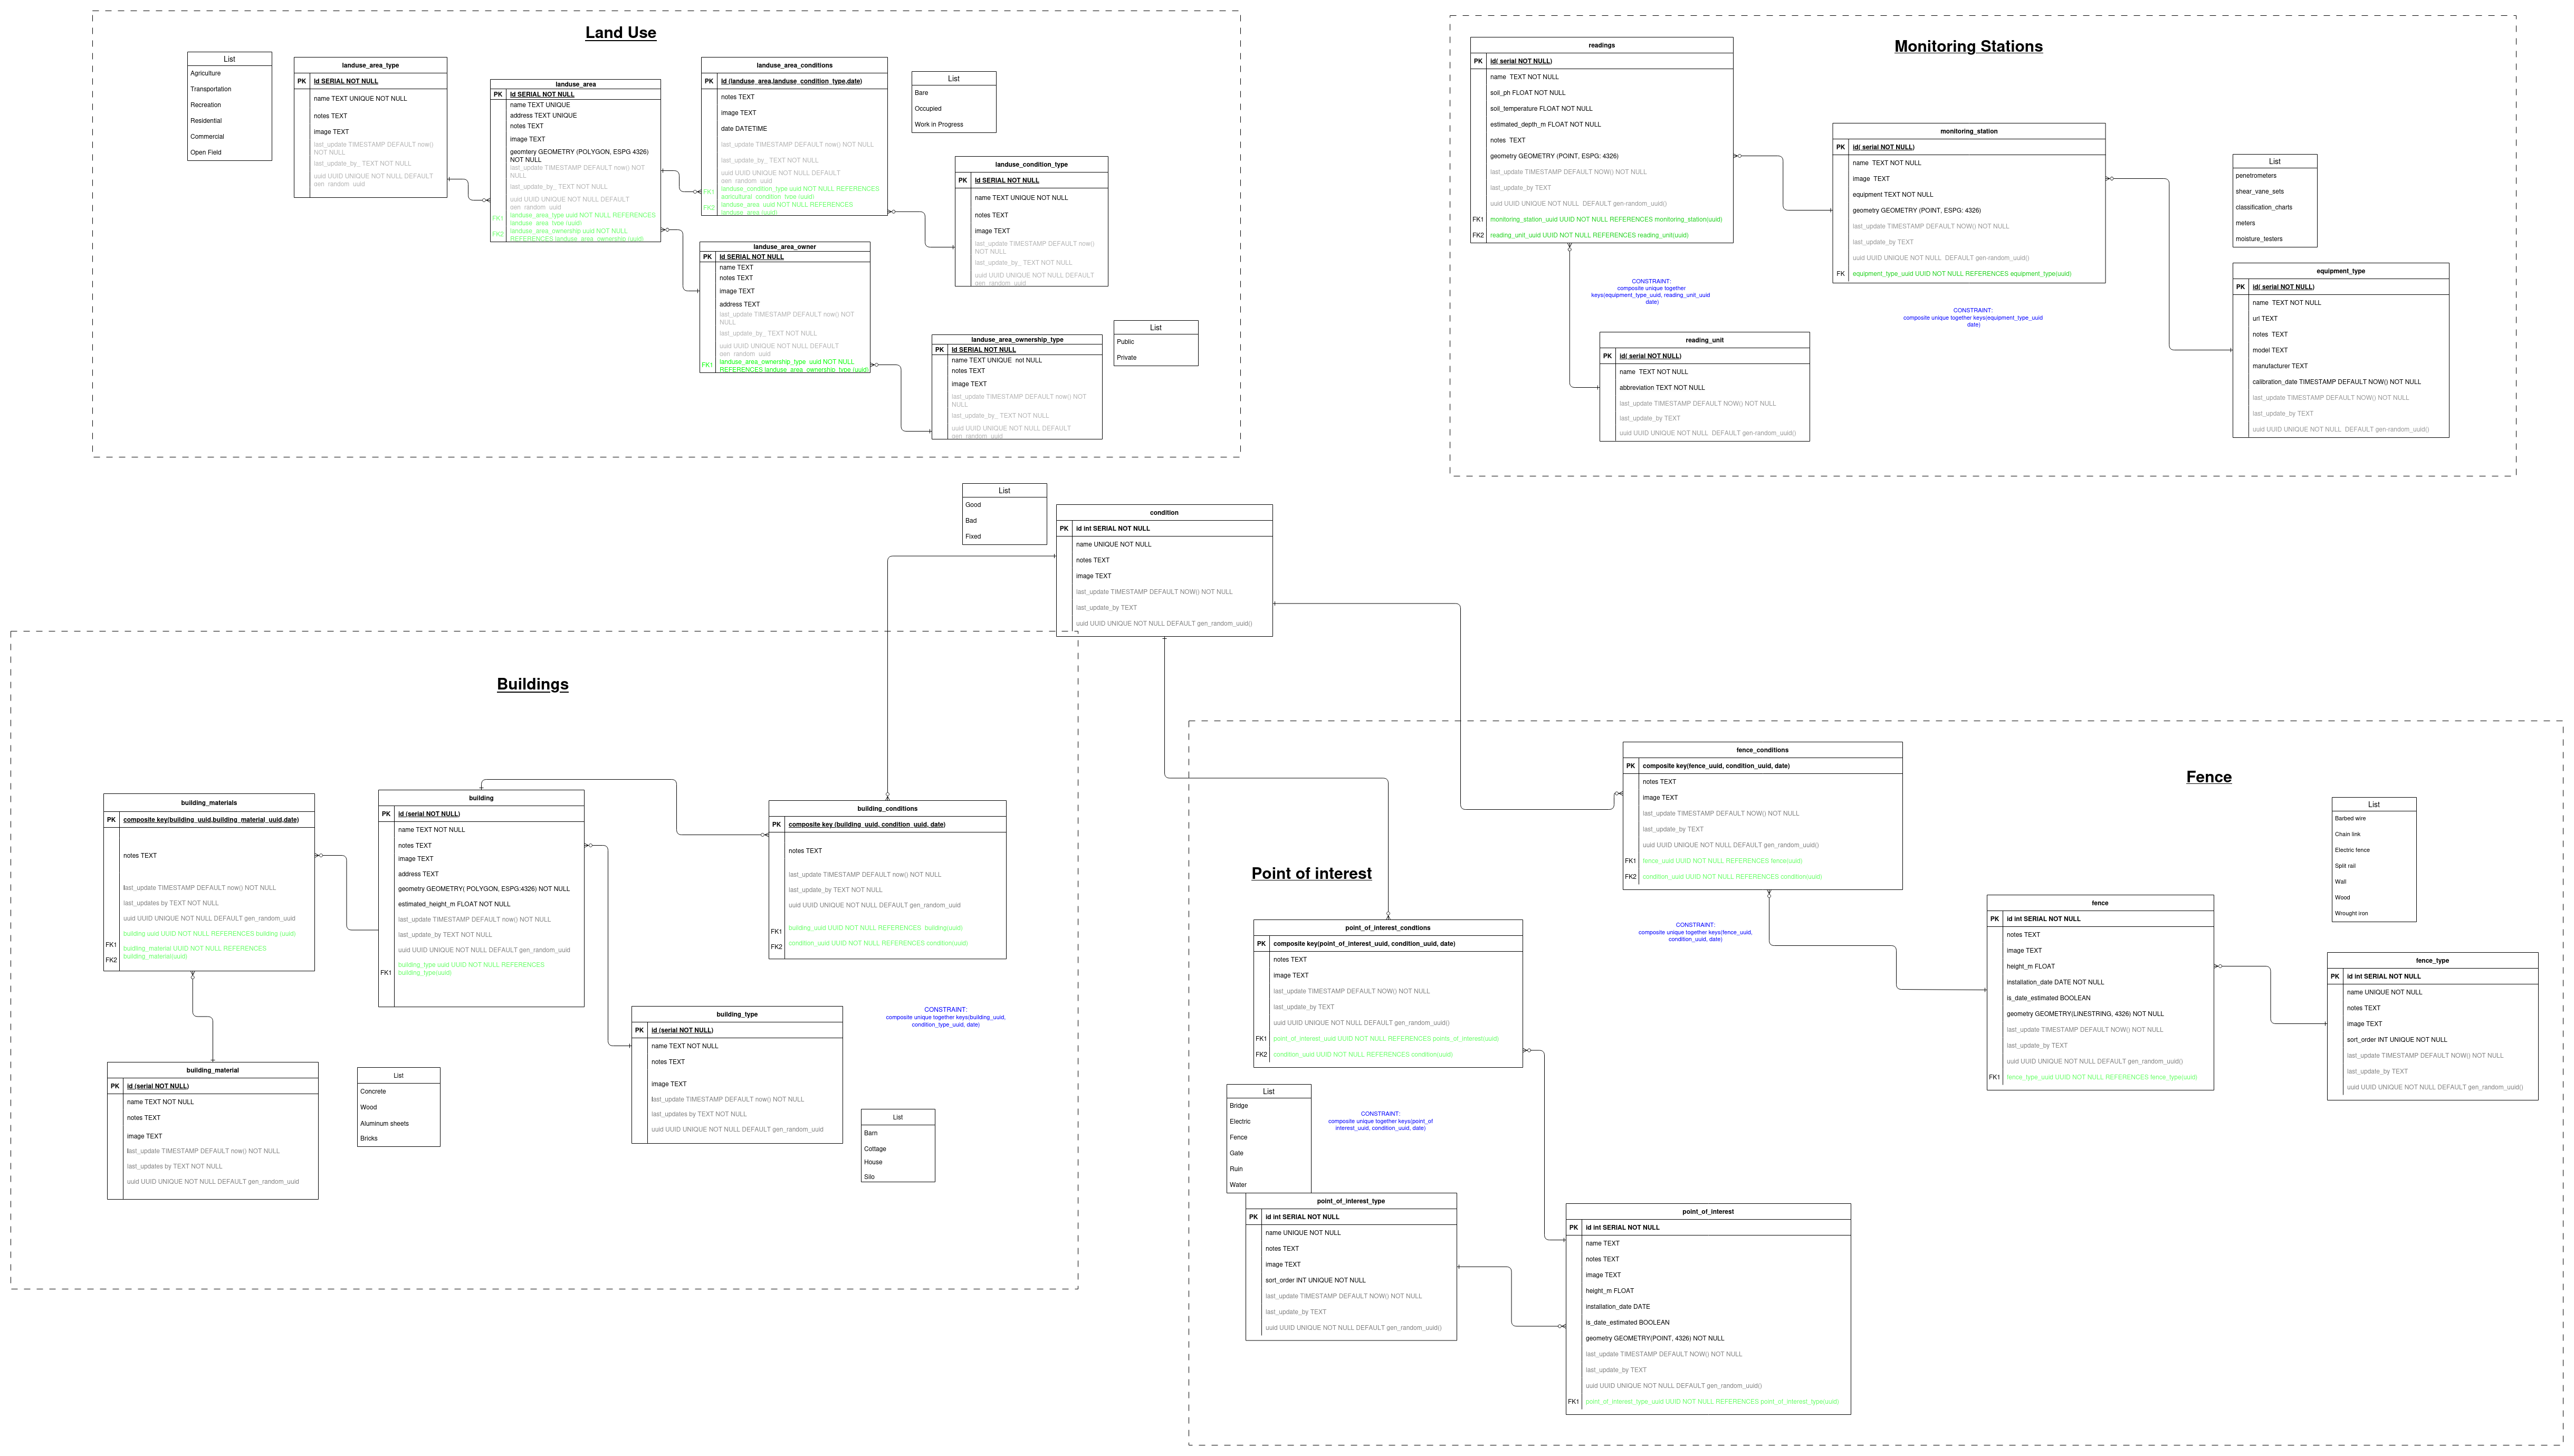 Land Use
List
Agriculture
Transportation
Recreation
Residential
Commercial
Open Field
landuse_area_type
PK Id SERIAL NOT NULL
name TEXT UNIQUE NOT NULL
notes TEXT
image TEXT
last_update TIMESTAMP DEFAULT now()
NOT NULL
last_update_by_ TEXT NOT NULL
uuid UUID UNIQUE NOT NULL DEFAULT
gen_random_uuid
landuse_area
PK Id SERIAL NOT NULL
name TEXT UNIQUE
address TEXT UNIQUE
notes TEXT
image TEXT
geomtery GEOMETRY (POLYGON, ESPG 4326)
NOT NULL
last_update TIMESTAMP DEFAULT now() NOT
NULL
last_update_by_ TEXT NOT NULL
uuid UUID UNIQUE NOT NULL DEFAULT
gen_random_uuid
FK1 landuse_area_type uuid NOT NULL REFERENCES
landuse_area_type (uuid)
FK2 landuse_area_ownership uuid NOT NULL
REFERENCES landuse_area_ownership (uuid)
landuse_area_conditions
PK Id (landuse_area,landuse_condition_type,date)
notes TEXT
image TEXT
date DATETIME
last_update TIMESTAMP DEFAULT now() NOT NULL
last_update_by_ TEXT NOT NULL
uuid UUID UNIQUE NOT NULL DEFAULT
gen_random_uuid
FK1 landuse_condition_type uuid NOT NULL REFERENCES
FK2 landuse_area uuid NOT NULL REFERENCES
landuse_area (uuid)
List
Bare
Occupied
Work in Progress
landuse_condition_type
PK Id SERIAL NOT NULL
name TEXT UNIQUE NOT NULL
notes TEXT
image TEXT
last_update TIMESTAMP DEFAULT now()
NOT NULL
last_update_by_ TEXT NOT NULL
uuid UUID UNIQUE NOT NULL DEFAULT
gen_random_uuid
landuse_area_owner
PK Id SERIAL NOT NULL
name TEXT
notes TEXT
image TEXT
address TEXT
last_update TIMESTAMP DEFAULT now() NOT
NULL
last_update_by_ TEXT NOT NULL
uuid UUID UNIQUE NOT NULL DEFAULT
gen_random_uuid
FK1 landuse_area_ownership_type uuid NOT NULL
REFERENCES landuse_area_ownership_type (uuid)
landuse_area_ownership_type
PK Id SERIAL NOT NULL
name TEXT UNIQUE not NULL
notes TEXT
image TEXT
last_update TIMESTAMP DEFAULT now() NOT
NULL
last_update_by_ TEXT NOT NULL
uuid UUID UNIQUE NOT NULL DEFAULT
gen_random_uuid
List
Public
Private
Monitoring Stations
readings
PK id( serial NOT NULL)
name TEXT NOT NULL
soil_ph FLOAT NOT NULL
soil_temperature FLOAT NOT NULL
estimated_depth_m FLOAT NOT NULL
notes TEXT
geometry GEOMETRY (POINT, ESPG: 4326)
last_update TIMESTAMP DEFAULT NOW() NOT NULL
last_update_by TEXT
uuid UUID UNIQUE NOT NULL DEFAULT gen-random_uuid()
FK1 monitoring_station_uuid UUID NOT NULL REFERENCES monitoring_station(uuid)
FK2 reading_unit_uuid UUID NOT NULL REFERENCES reading_unit(uuid)
monitoring_station
PK id( serial NOT NULL)
name TEXT NOT NULL
image TEXT
equipment TEXT NOT NULL
geometry GEOMETRY (POINT, ESPG: 4326)
last_update TIMESTAMP DEFAULT NOW() NOT NULL
last_update_by TEXT
uuid UUID UNIQUE NOT NULL DEFAULT gen-random_uuid()
FK equipment_type_uuid UUID NOT NULL REFERENCES equipment_type(uuid)
List
penetrometers
shear_vane_sets
classification_charts
meters
moisture_testers
equipment_type
PK id( serial NOT NULL)
name TEXT NOT NULL
url TEXT
notes TEXT
model TEXT
manufacturer TEXT
calibration_date TIMESTAMP DEFAULT NOW() NOT NULL
last_update TIMESTAMP DEFAULT NOW() NOT NULL
last_update_by TEXT
uuid UUID UNIQUE NOT NULL DEFAULT gen-random_uuid()
CONSTRAINT:
composite unique together
keys(equipment_type_uuid, reading_unit_uuid
date)
CONSTRAINT:
composite unique together keys(equipment_type_uuid
date)
reading_unit
PK id( serial NOT NULL)
name TEXT NOT NULL
abbreviation TEXT NOT NULL
last_update TIMESTAMP DEFAULT NOW() NOT NULL
last_update_by TEXT
uuid UUID UNIQUE NOT NULL DEFAULT gen-random_uuid()
List
Good
Bad
Fixed
condition
PK id int SERIAL NOT NULL
name UNIQUE NOT NULL
notes TEXT
image TEXT
last_update TIMESTAMP DEFAULT NOW() NOT NULL
last_update_by TEXT
uuid UUID UNIQUE NOT NULL DEFAULT gen_random_uuid()
Buildings
building_materials
PK composite key(building_uuid,building_material_uuid,date)
notes TEXT
last_update TIMESTAMP DEFAULT now() NOT NULL
last_updates by TEXT NOT NULL
uuid UUID UNIQUE NOT NULL DEFAULT gen_random_uuid
FK1 building uuid UUID NOT NULL REFERENCES building (uuid)
FK2 building_material UUID NOT NULL REFERENCES
building_material(uuid)
building
PK id (serial NOT NULL)
name TEXT NOT NULL
notes TEXT
image TEXT
address TEXT
geometry GEOMETRY( POLYGON, ESPG:4326) NOT NULL
estimated_height_m FLOAT NOT NULL
last_update TIMESTAMP DEFAULT now() NOT NULL
last_update_by TEXT NOT NULL
uuid UUID UNIQUE NOT NULL DEFAULT gen_random_uuid
FK1 building_type uuid UUID NOT NULL REFERENCES
building_type(uuid)
building_conditions
PK composite key (building_uuid, condition_uuid, date)
notes TEXT
last_update TIMESTAMP DEFAULT now() NOT NULL
last_update_by TEXT NOT NULL
uuid UUID UNIQUE NOT NULL DEFAULT gen_random_uuid
FK1 building_uuid UUID NOT NULL REFERENCES building(uuid)
FK2 condition_uuid UUID NOT NULL REFERENCES condition(uuid)
building_type
PK id (serial NOT NULL)
name TEXT NOT NULL
notes TEXT
image TEXT
last_update TIMESTAMP DEFAULT now() NOT NULL
last_updates by TEXT NOT NULL
uuid UUID UNIQUE NOT NULL DEFAULT gen_random_uuid
CONSTRAINT:
composite unique together keys(building_uuid,
condition_type_uuid, date)
building_material
PK id (serial NOT NULL)
name TEXT NOT NULL
notes TEXT
image TEXT
last_update TIMESTAMP DEFAULT now() NOT NULL
last_updates by TEXT NOT NULL
uuid UUID UNIQUE NOT NULL DEFAULT gen_random_uuid
List
Concrete
Wood
Aluminum sheets
Bricks
List
Barn
Cottage
House
Silo
Fence
fence_conditions
PK composite key(fence_uuid, condition_uuid, date)
notes TEXT
image TEXT
last_update TIMESTAMP DEFAULT NOW() NOT NULL
last_update_by TEXT
uuid UUID UNIQUE NOT NULL DEFAULT gen_random_uuid()
FK1 fence_uuid UUID NOT NULL REFERENCES fence(uuid)
FK2 condition_uuid UUID NOT NULL REFERENCES condition(uuid)
CONSTRAINT:
composite unique together keys(fence_uuid,
condition_uuid, date)
fence
PK id int SERIAL NOT NULL
notes TEXT
image TEXT
height_m FLOAT
installation_date DATE NOT NULL
is_date_estimated BOOLEAN
geometry GEOMETRY(LINESTRING, 4326) NOT NULL
last_update TIMESTAMP DEFAULT NOW() NOT NULL
last_update_by TEXT
uuid UUID UNIQUE NOT NULL DEFAULT gen_random_uuid()
FK1 fence_type_uuid UUID NOT NULL REFERENCES fence_type(uuid)
List
Barbed wire
Chain link
Electric fence
Split rail
Wall
Wood
Wrought iron
fence_type
PK id int SERIAL NOT NULL
name UNIQUE NOT NULL
notes TEXT
image TEXT
sort_order INT UNIQUE NOT NULL
last_update TIMESTAMP DEFAULT NOW() NOT NULL
last_update_by TEXT
uuid UUID UNIQUE NOT NULL DEFAULT gen_random_uuid()
Point of interest
point_of_interest_condtions
PK composite key(point_of_interest_uuid, condition_uuid, date)
notes TEXT
image TEXT
last_update TIMESTAMP DEFAULT NOW() NOT NULL
last_update_by TEXT
uuid UUID UNIQUE NOT NULL DEFAULT gen_random_uuid()
FK1 point_of_interest_uuid UUID NOT NULL REFERENCES points_of_interest(uuid)
FK2 condition_uuid UUID NOT NULL REFERENCES condition(uuid)
List
Bridge
Electric
Fence
Gate
Ruin
Water
CONSTRAINT:
composite unique together keys(point_of
interest_uuid, condition_uuid, date)
point_of_interest_type
PK id int SERIAL NOT NULL
name UNIQUE NOT NULL
notes TEXT
image TEXT
sort_order INT UNIQUE NOT NULL
last_update TIMESTAMP DEFAULT NOW() NOT NULL
last_update_by TEXT
uuid UUID UNIQUE NOT NULL DEFAULT gen_random_uuid()
point_of_interest
PK id int SERIAL NOT NULL
name TEXT
notes TEXT
image TEXT
height_m FLOAT
installation_date DATE
is_date_estimated BOOLEAN
geometry GEOMETRY(POINT, 4326) NOT NULL
last_update TIMESTAMP DEFAULT NOW() NOT NULL
last_update_by TEXT
uuid UUID UNIQUE NOT NULL DEFAULT gen_random_uuid()
FK1 point_of_interest_type_uuid UUID NOT NULL REFERENCES point_of_interest_type(uuid)